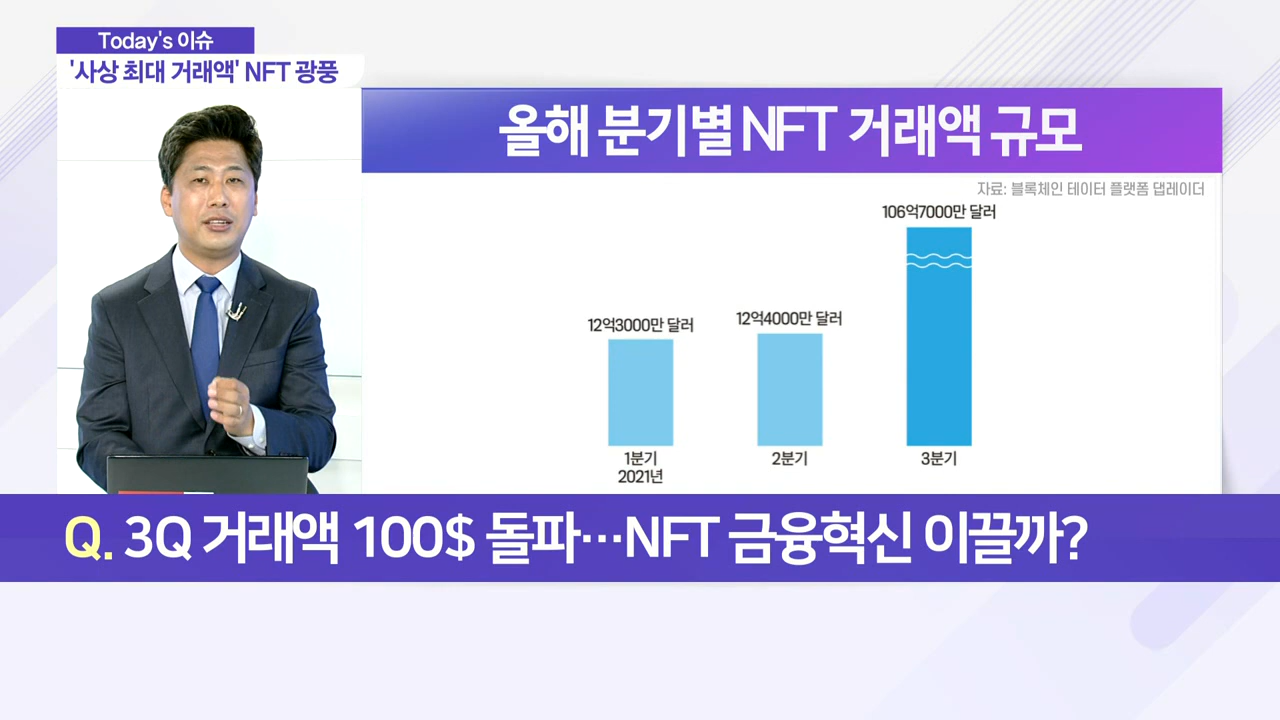 Today's 이슈
'사상 최대 거래액' NFT 광풍
올해 분기별 NFT 거래액 규모
자료: 블록체인 테이터 플랫폼 댑레이더
106억7000만 달러
12억3000만 달러
12억4000만 달러
1분기
2021년
2분기
3분기
Q. 3Q 거래액 100$ 돌파…NFT 금융혁신 이끌까?